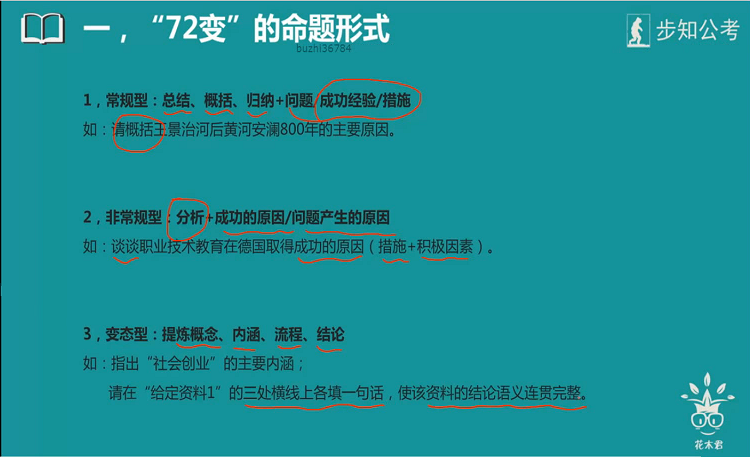 一，“72变”的命题形式
步知公考
buzhi36784
1，常规型：总结、概括、归纳+问题/成功经验/措施
如：请概括王景治河后黄河安澜800年的主要原因。
2，非常规型：分析+成功的原因/问题产生的原因
如：谈谈职业技术教育在德国取得成功的原因（措施+积极因素）。
3，变态型：提炼概念、内涵、流程、结论
如：指出“社会创业”的主要内涵；
请在“给定资料1”的三处横线上各填一句话，使该资料的结论语义连贯完整。
花木君